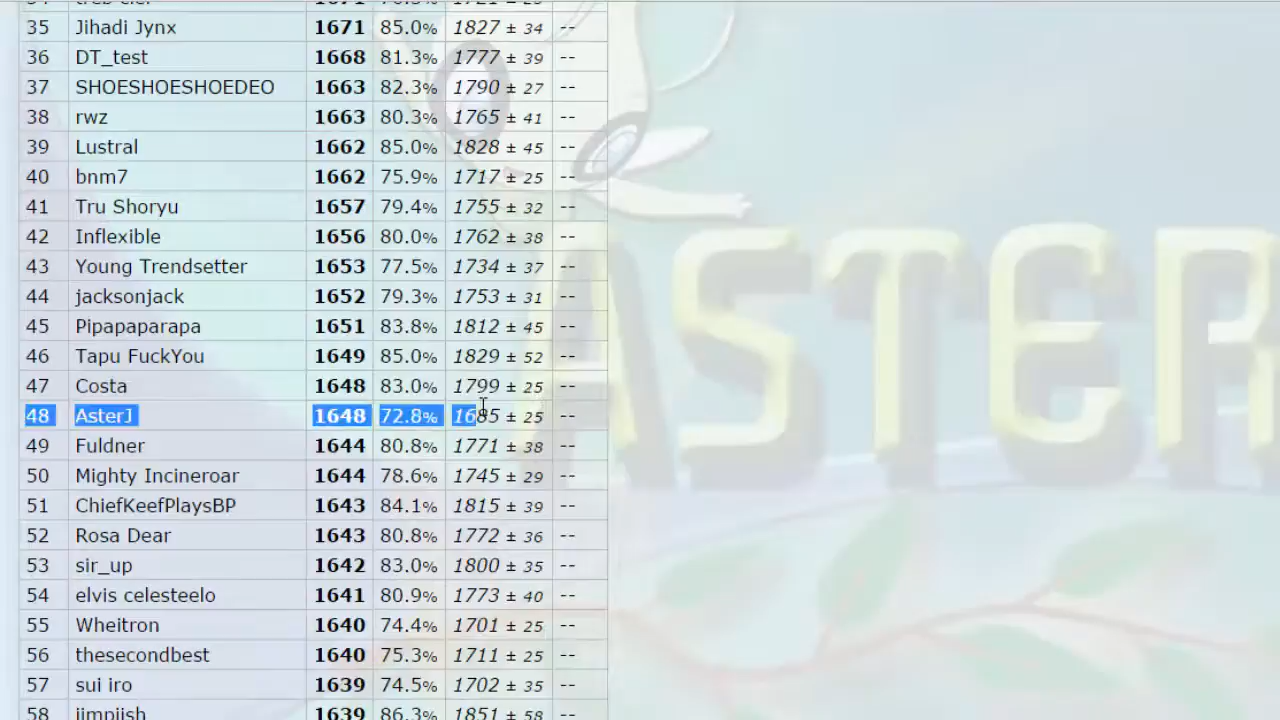 35 Jihadi Jynx 1671 85.0% 1827 ± 34 --
36 DT_test 1668 81.3% 1777 ± 39 --
37 SHOESHOESHOEDEO 1663 82.3% 1790 ± 27 --
38 rwz 1663 80.3% 1765 ± 41 --
39 Lustral 1662 85.0% 1828 ± 45 --
40 bnm7 1662 75.9% 1717 ± 25 --
41 Tru Shoryu 1657 79.4% 1755 ± 32 --
42 Inflexible 1656 80.0% 1762 ± 38 --
43 Young Trendsetter 1653 77.5% 1734 ± 37 --
44 jacksonjack 1652 79.3% 1753 ± 31 --
45 Pipapaparapa 1651 83.8% 1812 ± 45 --
46 Tapu FuckYou 1649 85.0% 1829 ± 52 --
47 Costa 1648 83.0% 1799 ± 25 --
48 AsterJ 1648 72.8% 1685 ± 25 --
49 Fuldner 1644 80.8% 1771 ± 38 --
50 Mighty Incineroar 1644 78.6% 1745 ± 29 --
51 ChiefKeefPlaysBP 1643 84.1% 1815 ± 39 --
52 Rosa Dear 1643 80.8% 1772 ± 36 --
53 sir_up 1642 83.0% 1800 ± 35 --
54 elvis celesteelo 1641 80.9% 1773 ± 40 --
55 Wheitron 1640 74.4% 1701 ± 25 --
56 thesecondbest 1640 75.3% 1711 ± 25 --
57 sui iro 1639 74.5% 1702 ± 35 --
58 jimpjish 1639 86.3% 1851 ± 58 --
ASTER